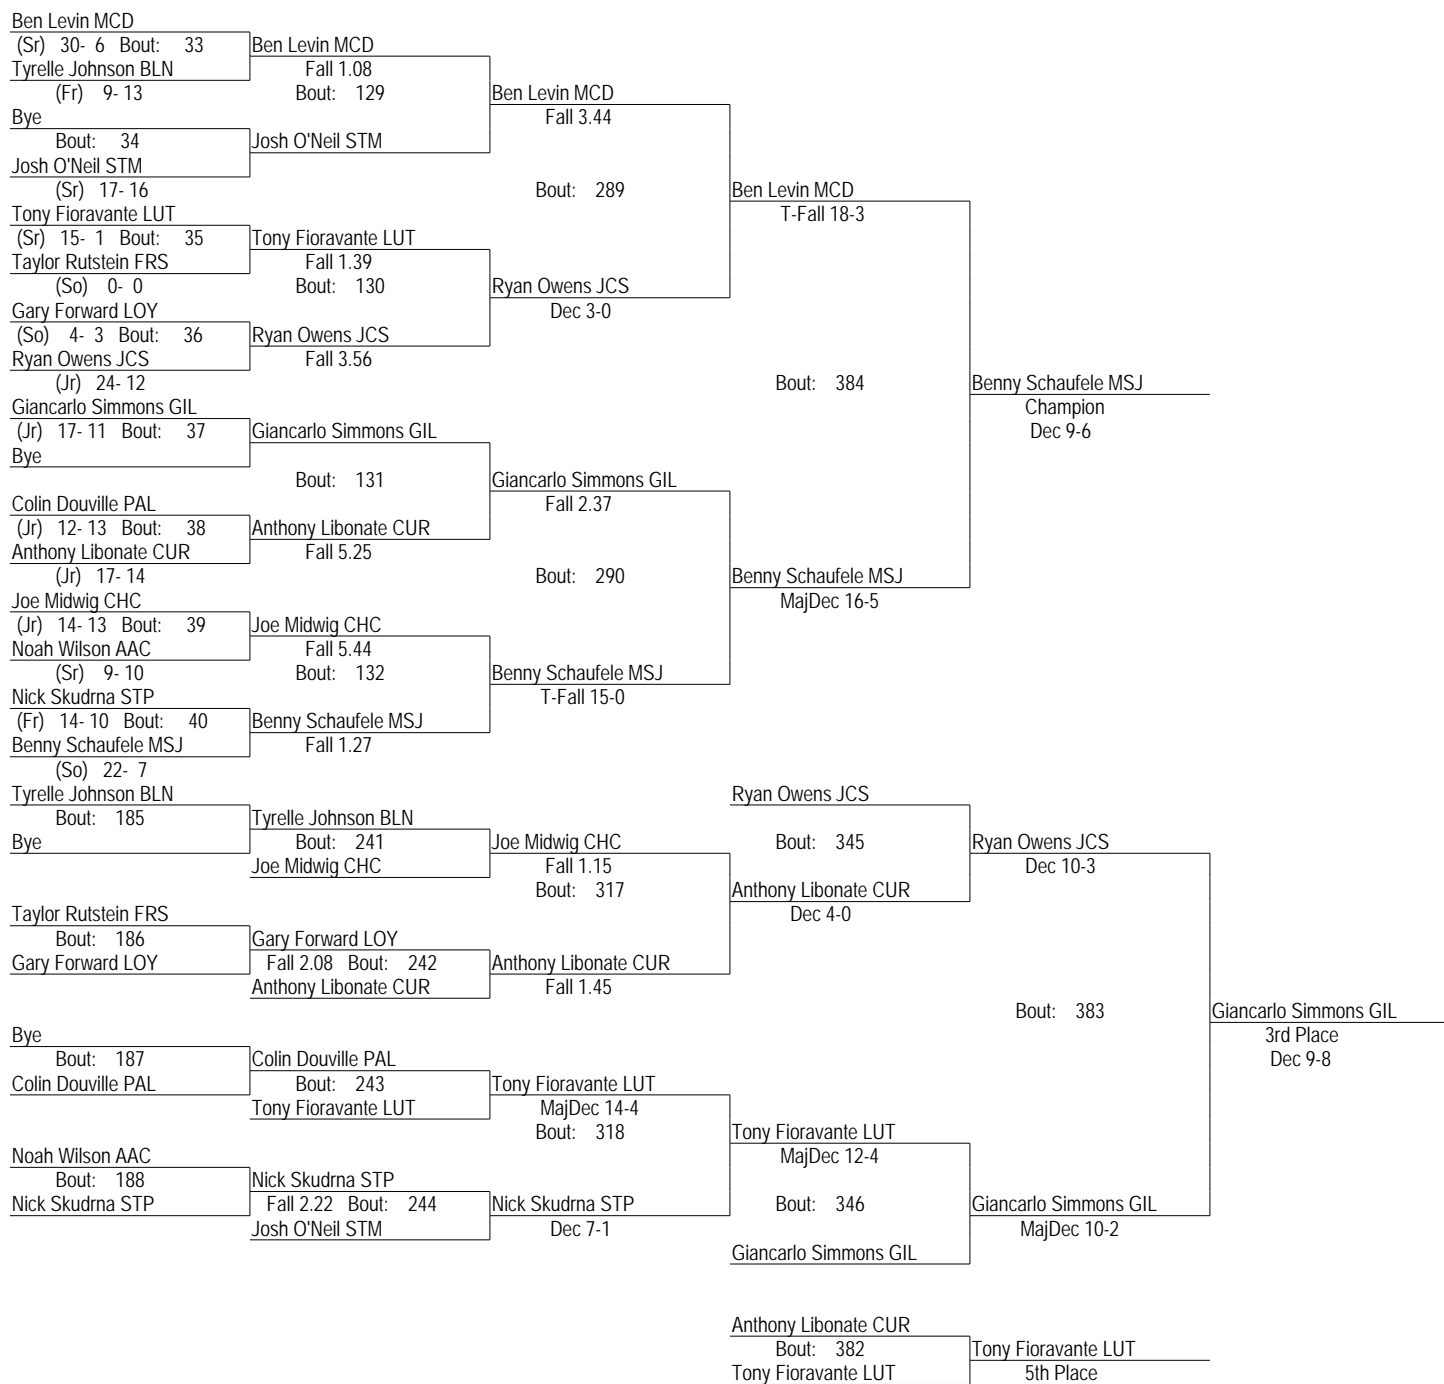 Ben Levin MCD
(Sr) 30- 6 Bout: 33 Ben Levin MCD
Tyrelle Johnson BLN Fall 1.08
(Fr) 9- 13 Bout: 129 Ben Levin MCD
Bye Fall 3.44
Bout: 34 Josh O'Neil STM
Josh O'Neil STM
(Sr) 17- 16 Bout: 289 Ben Levin MCD
Tony Fioravante LUT T-Fall 18-3
(Sr) 15- 1 Bout: 35 Tony Fioravante LUT
Taylor Rutstein FRS Fall 1.39
(So) 0- 0 Bout: 130 Ryan Owens JCS
Gary Forward LOY Dec 3-0
(So) 4- 3 Bout: 36 Ryan Owens JCS
Ryan Owens JCS Fall 3.56
(Jr) 24- 12 Bout: 384 Benny Schaufele MSJ
Giancarlo Simmons GIL Champion
(Jr) 17- 11 Bout: 37 Giancarlo Simmons GIL Dec 9-6
Bye
Bout: 131 Giancarlo Simmons GIL
Colin Douville PAL Fall 2.37
(Jr) 12- 13 Bout: 38 Anthony Libonate CUR
Anthony Libonate CUR Fall 5.25
(Jr) 17- 14 Bout: 290 Benny Schaufele MSJ
Joe Midwig CHC MajDec 16-5
(Jr) 14- 13 Bout: 39 Joe Midwig CHC
Noah Wilson AAC Fall 5.44
(Sr) 9- 10 Bout: 132 Benny Schaufele MSJ
Nick Skudrna STP T-Fall 15-0
(Fr) 14- 10 Bout: 40 Benny Schaufele MSJ
Benny Schaufele MSJ Fall 1.27
(So) 22- 7
Tyrelle Johnson BLN Ryan Owens JCS
Bout: 185 Tyrelle Johnson BLN
Bye Bout: 241 Joe Midwig CHC Bout: 345 Ryan Owens JCS
Joe Midwig CHC Fall 1.15 Dec 10-3
Bout: 317 Anthony Libonate CUR
Taylor Rutstein FRS Dec 4-0
Bout: 186 Gary Forward LOY
Gary Forward LOY Fall 2.08 Bout: 242 Anthony Libonate CUR
Anthony Libonate CUR Fall 1.45
Bout: 383 Giancarlo Simmons GIL
Bye 3rd Place
Bout: 187 Colin Douville PAL Dec 9-8
Colin Douville PAL Bout: 243 Tony Fioravante LUT
Tony Fioravante LUT MajDec 14-4
Bout: 318 Tony Fioravante LUT
Noah Wilson AAC MajDec 12-4
Bout: 188 Nick Skudrna STP
Nick Skudrna STP Fall 2.22 Bout: 244 Nick Skudrna STP Bout: 346 Giancarlo Simmons GIL
Josh O'Neil STM Dec 7-1 MajDec 10-2
Giancarlo Simmons GIL
Anthony Libonate CUR
Bout: 382 Tony Fioravante LUT
Tony Fioravante LUT 5th Place